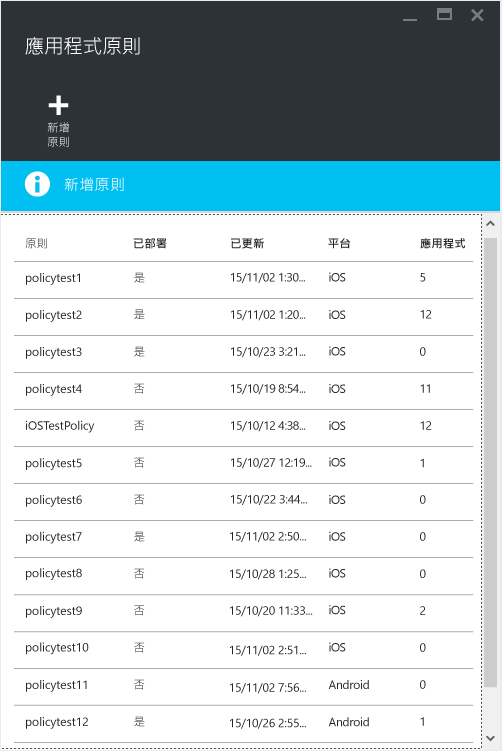 應用程式原則
新增
原則
新增原則
原則 已部署 已更新 平台 應用程式
policytest1 是 15/11/02 1:30... iOS 5
policytest2 是 15/11/02 1:20... iOS 12
policytest3 是 15/10/23 3:21... iOS 0
policytest4 否 15/10/19 8:54... iOS 11
iOSTestPolicy 否 15/10/12 4:38... iOS 12
policytest5 否 15/10/27 12:19... iOS 1
policytest6 否 15/10/22 3:44... iOS 0
policytest7 是 15/11/02 2:50... iOS 0
policytest8 否 15/10/28 1:25... iOS 0
policytest9 否 15/10/20 11:33... iOS 2
policytest10 否 15/11/02 2:51... iOS 0
policytest11 否 15/11/02 7:56... Android 0
policytest12 是 15/10/26 2:55... Android 1